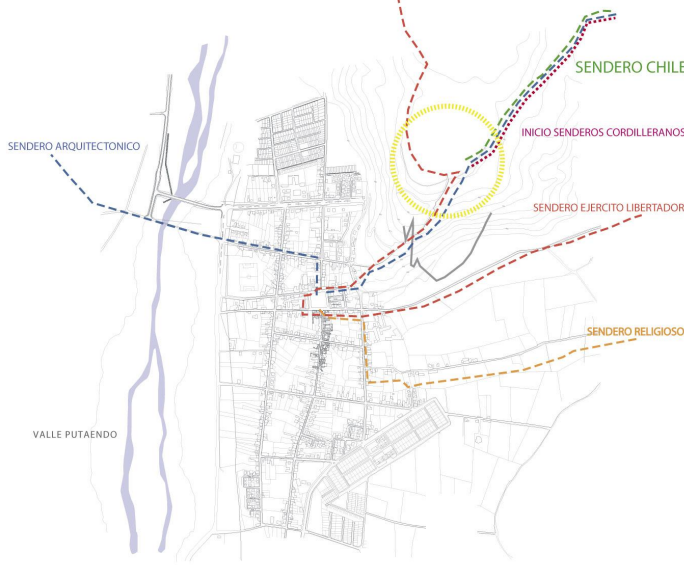 SENDERO CHILE
INICIO SENDEROS CORDILLERANOS
SENDERO ARQUITECTONICO
SENDERO EJERCITO LIBERTADOR
SENDERO RELIGIOSO
VALLE PUTAENDO